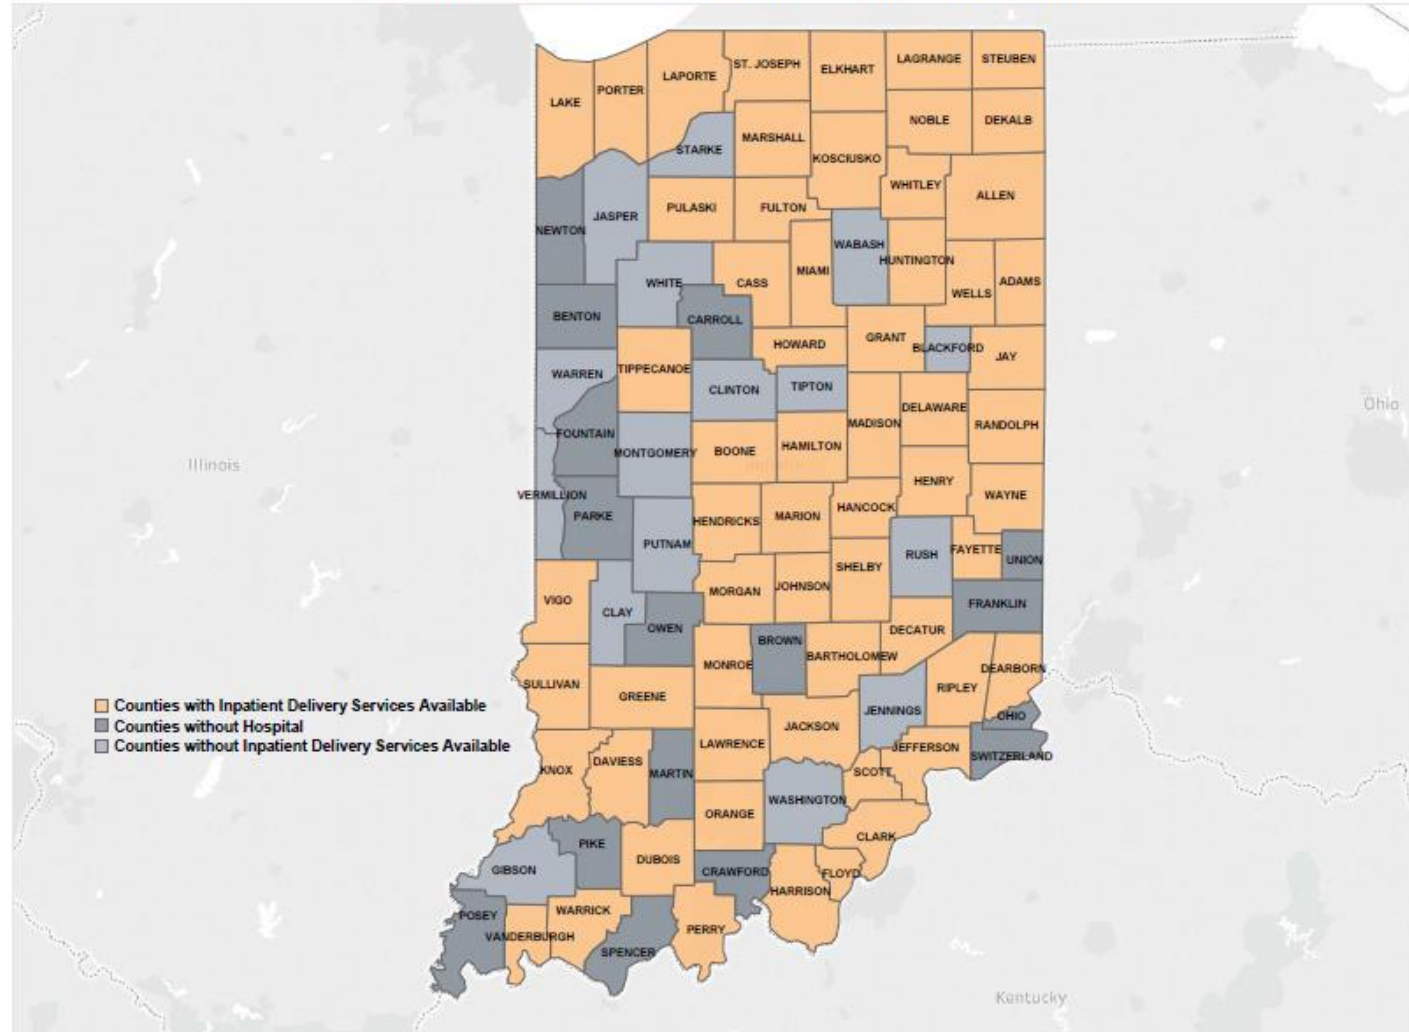 ST. JOSEPH
LAGRANGE
STEUBEN
ELKHART
LAPORTE
PORTER
LAKE
NOBLE
DEKALB
MARSHALL
STARKE
KOSCIUSKO
WHITLEY
ALLEN
PULASKI
FULTON
JASPER
NEWTON
WABASH
HUNTINGTON
MIAMI
WHITE
CASS
WELLS
ADAMS
BENTON
CARROLL
HOWARD
GRANT
BLACKFORD
JAY
WARREN
TIPPECANOE
CLINTON
TIPTON
Ohio
DELAWARE
MADISON
RANDOLPH
FOUNTAIN
MONTGOMERY
BOONE
HAMILTON
Illinois
HENRY
VERMILLION
WAYNE
PARKE
HENDRICKS
MARION
HANCOCK
PUTNAM
RUSH
FAYETTE
UNION
SHELBY
MORGAN
JOHNSON
VIGO
CLAY
FRANKLIN
OWEN
DECATUR
BROWN
BARTHOLOMEW
MONROE
DEARBORN
SULLIVAN
GREENE
RIPLEY
Counties with Inpatient Delivery Services Available
Counties without Hospital
Counties without Inpatient Delivery Services Available
JENNINGS
OHIO
JACKSON
LAWRENCE
JEFFERSON
SWITZERLAND
KNOX
DAVIESS
MARTIN
SCOTT
WASHINGTON
ORANGE
CLARK
PIKE
DUBOIS
GIBSON
CRAWFORD
FLOYD
HARRISON
POSEY
WARRICK
VANDERBURGH
PERRY
SPENCER
Kentucky